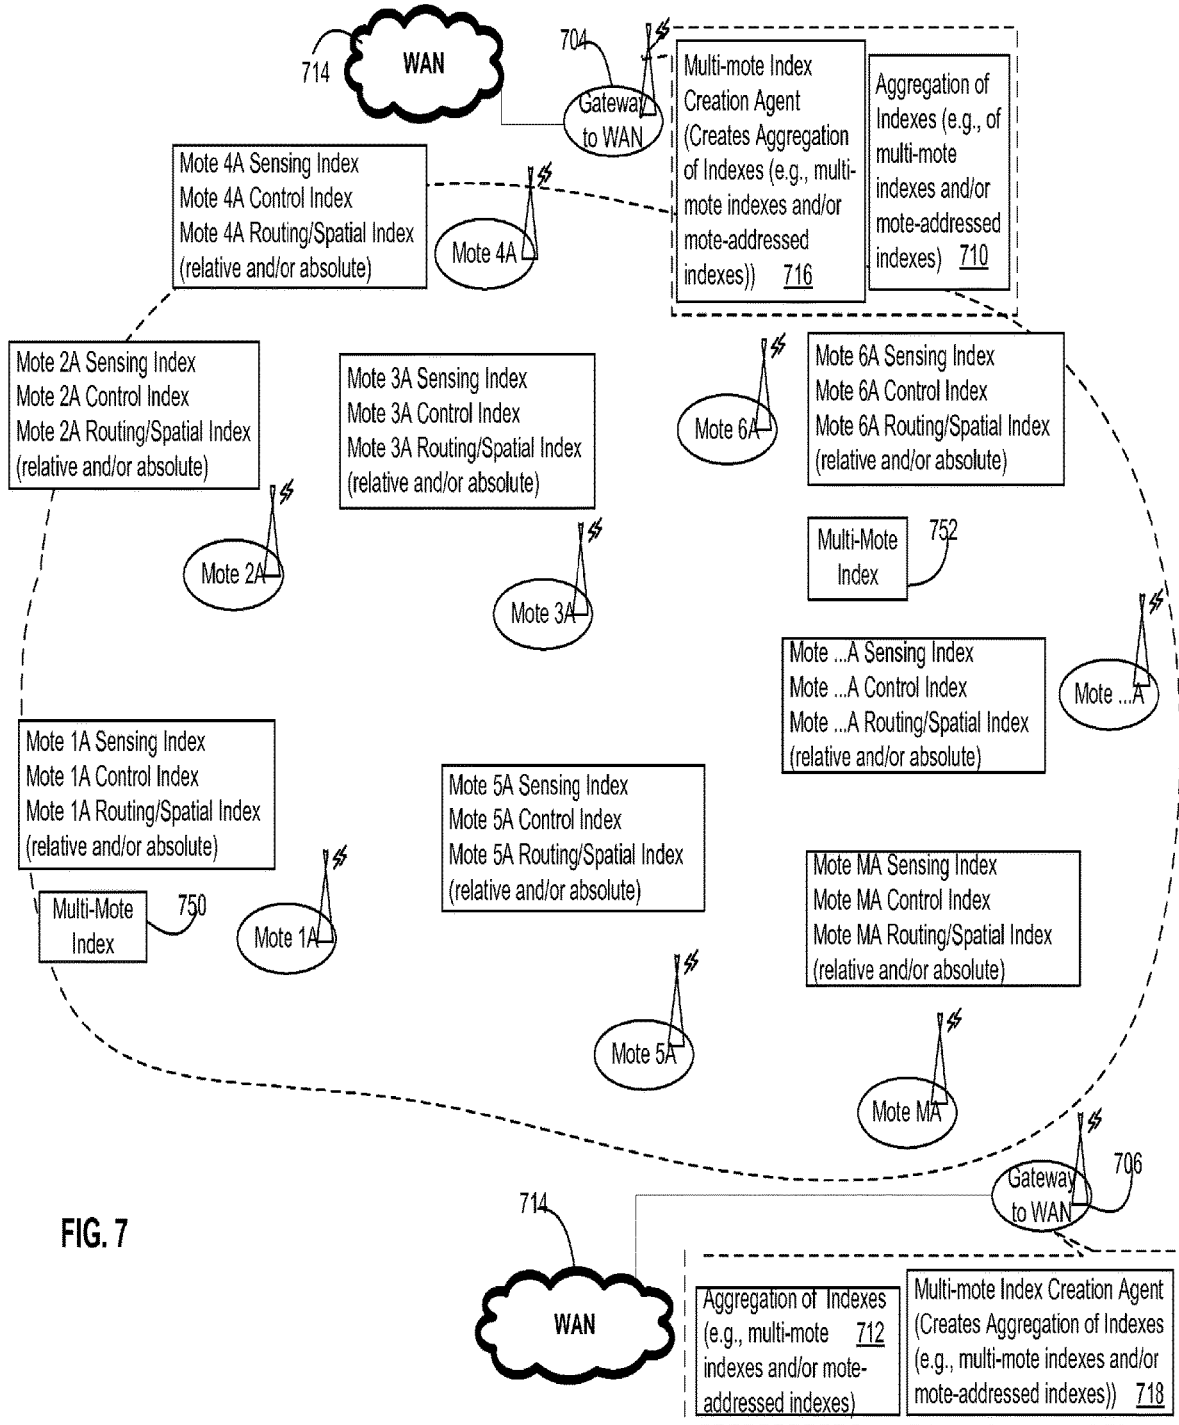 WAN
714
704
Gateway
to WAN
Multi-mote Index
Creation Agent
(Creates Aggregation
of Indexes (e.g., multi-
mote indexes and/or
mote-addressed
indexes)) 716
Aggregation of
Indexes (e.g., of
multi-mote
indexes and/or
mote-addressed
indexes) 710
Mote 4A Sensing Index
Mote 4A Control Index
Mote 4A Routing/Spatial Index
(relative and/or absolute)
Mote 4A
Mote 2A Sensing Index
Mote 2A Control Index
Mote 2A Routing/Spatial Index
(relative and/or absolute)
Mote 2A
Mote 3A Sensing Index
Mote 3A Control Index
Mote 3A Routing/Spatial Index
(relative and/or absolute)
Mote 3A
Mote 6A
Mote 6A Sensing Index
Mote 6A Control Index
Mote 6A Routing/Spatial Index
(relative and/or absolute)
Multi-Mote
Index
752
Mote ...A Sensing Index
Mote ...A Control Index
Mote ...A Routing/Spatial Index
(relative and/or absolute)
Mote ...A
Mote 1A Sensing Index
Mote 1A Control Index
Mote 1A Routing/Spatial Index
(relative and/or absolute)
Multi-Mote
Index
750
Mote 1A
Mote 5A Sensing Index
Mote 5A Control Index
Mote 5A Routing/Spatial Index
(relative and/or absolute)
Mote 5A
Mote MA Sensing Index
Mote MA Control Index
Mote MA Routing/Spatial Index
(relative and/or absolute)
Mote MA
Gateway
to WAN
706
714
WAN
FIG. 7
Aggregation of Indexes
(e.g., multi-mote 712
indexes and/or mote-
addressed indexes)
Multi-mote Index Creation Agent
(Creates Aggregation of Indexes
(e.g., multi-mote indexes and/or
mote-addressed indexes)) 718